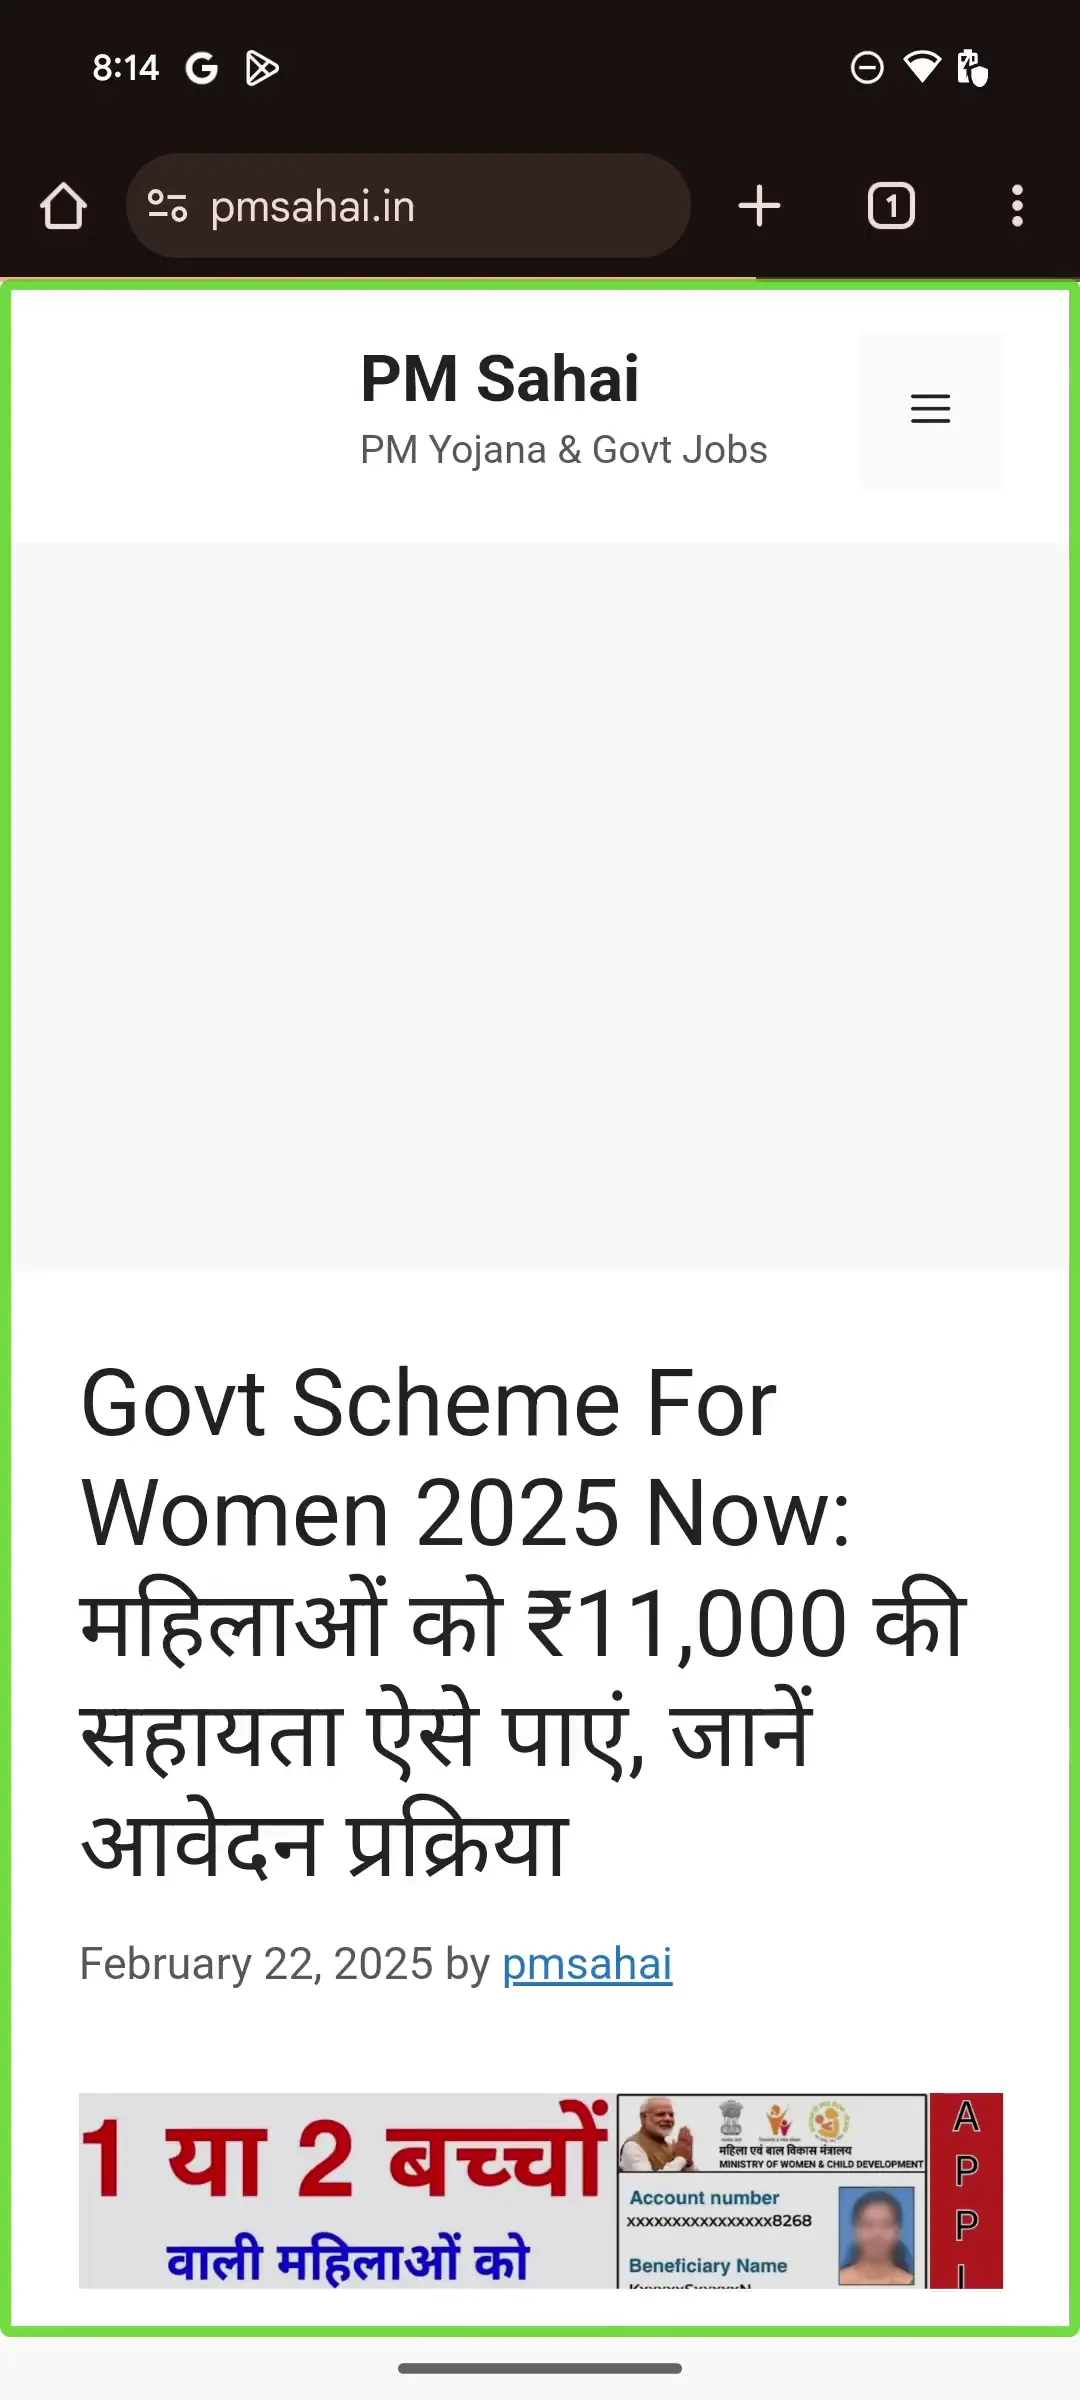 8:14
pmsahai.in
1
PM Sahai
PM Yojana & Govt Jobs
Govt Scheme For
Women 2025 Now:
महिलाओं को ₹11,000 की
सहायता ऐसे पाएं, जानें
आवेदन प्रक्रिया
February 22, 2025 by pmsahai
1 या 2 बच्चों
वाली महिलाओं को
महिला एवं बाल विकास मंत्रालय
MINISTRY OF WOMEN & CHILD DEVELOPMENT
Account number
xxxxxxxxxxxxxxxx8268
Beneficiary Name
A
P
P